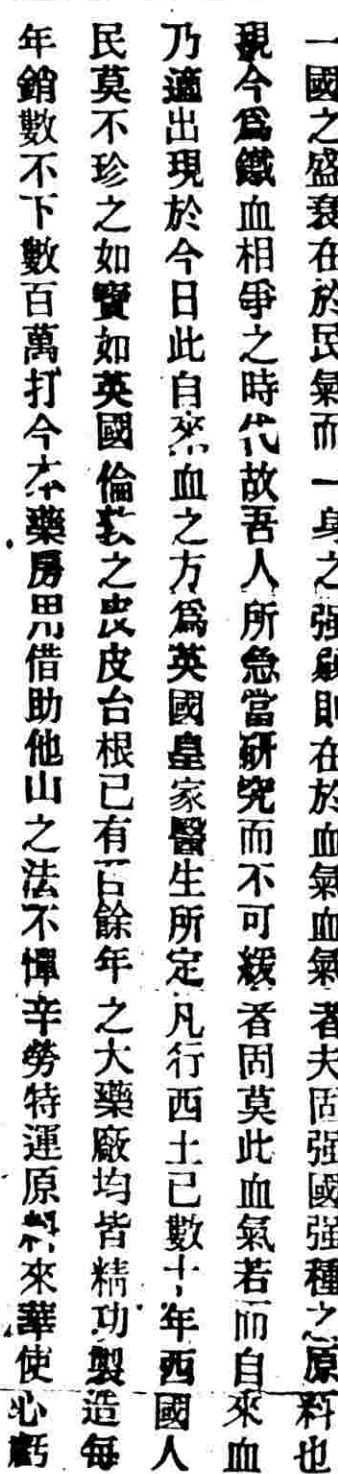 一國之盛衰在於民氣而一身之强弱則在於血氣血氣者夫固强國强種之原料也
現今爲鐵血相爭之時代故吾人所急當研究而不可緩者固莫此血氣若而自來血
乃適出現於今日此自來血之方爲英國皇家醫生所定凡行西土已數十年西國人
民莫不珍之如寶如英國倫敦之皮台根已有百餘年之大藥廠均皆精功製造每
年銷數不下數百萬打今本藥房用借助他山之法不憚辛勞特運原料來華使心虧